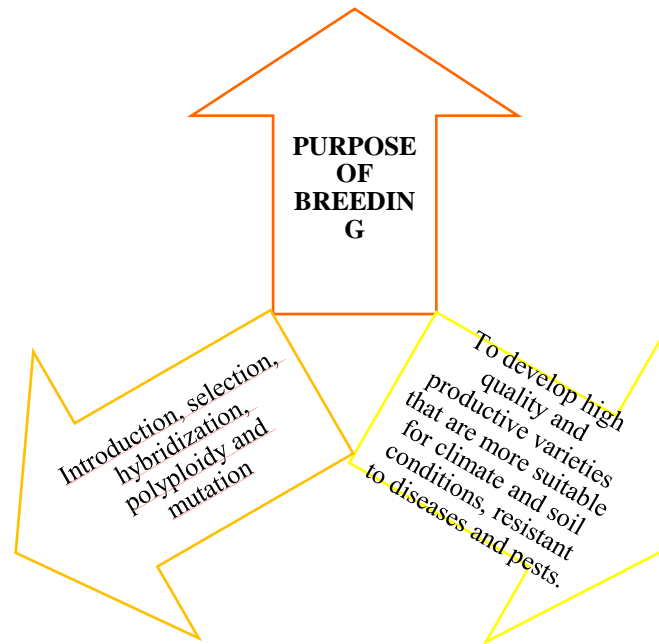 PURPOSE
OF
BREEDIN
G
Introduction, selection,
hybridization,
polyploidy and
mutation
To develop high
quality and
productive varieties
that are more suitable
for climate and soil
conditions, resistant
to diseases and pests.